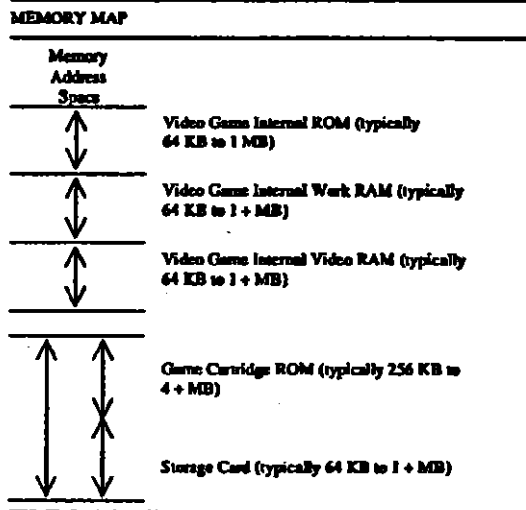 MEMORY MAP
Memory
Address
Space
Video Game Internal ROM (typically
64 KB to 1 MB)
Video Game Internal Work RAM (typically
64 KB to 1 + MB)
Video Game Internal Video RAM (typically
64 KB to 1 + MB)
Game Cartridge ROM (typically 256 KB to
4 + MB)
Storage Card (typically 64 KB to 1 + MB)